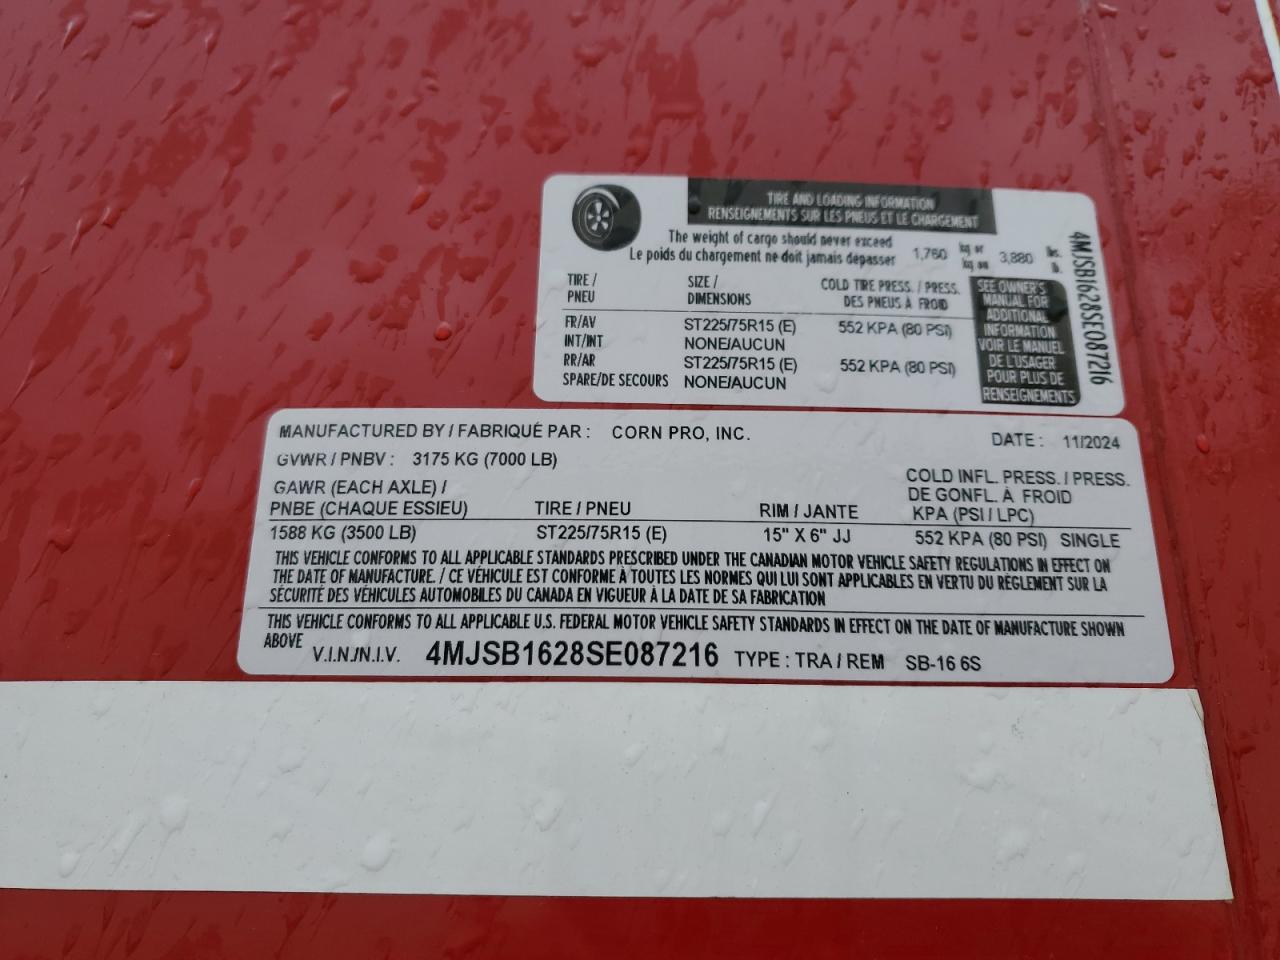 TIRE AND LOADING INFORMATION
RENSEIGNEMENTS SUR LES PNEUS ET LE CHARGEMENT
The weight of cargo should never exceed
Le poids du chargement ne doit jamais dépasser
1,760 kg or 3,880 lbs.
kg ou lb.
TIRE / SIZE / COLD TIRE PRESS. / PRESS.
PNEU DIMENSIONS DES PNEUS À FROID
FR/AV ST225/75R15 (E) 552 KPA (80 PSI)
INT/INT NONE/AUCUN
RR/AR ST225/75R15 (E) 552 KPA (80 PSI)
SPARE/DE SECOURS NONE/AUCUN
SEE OWNER'S
MANUAL FOR
ADDITIONAL
INFORMATION
VOIR LE MANUEL
DE L'USAGER
POUR PLUS DE
RENSEIGNEMENTS
4MJSB1628SE087216
MANUFACTURED BY / FABRIQUÉ PAR : CORN PRO, INC. DATE : 11/2024
GVWR / PNBV : 3175 KG (7000 LB)
GAWR (EACH AXLE) /
PNBE (CHAQUE ESSIEU) TIRE / PNEU RIM / JANTE
COLD INFL. PRESS. / PRESS.
DE GONFL. À FROID
KPA (PSI / LPC)
1588 KG (3500 LB) ST225/75R15 (E) 15" X 6" JJ 552 KPA (80 PSI) SINGLE
THIS VEHICLE CONFORMS TO ALL APPLICABLE STANDARDS PRESCRIBED UNDER THE CANADIAN MOTOR VEHICLE SAFETY REGULATIONS IN EFFECT ON
THE DATE OF MANUFACTURE. / CE VÉHICULE EST CONFORME À TOUTES LES NORMES QUI LUI SONT APPLICABLES EN VERTU DU RÈGLEMENT SUR LA
SÉCURITÉ DES VÉHICULES AUTOMOBILES DU CANADA EN VIGUEUR À LA DATE DE SA FABRICATION
THIS VEHICLE CONFORMS TO ALL APPLICABLE U.S. FEDERAL MOTOR VEHICLE SAFETY STANDARDS IN EFFECT ON THE DATE OF MANUFACTURE SHOWN
ABOVE
V.I.N./N.I.V. 4MJSB1628SE087216 TYPE : TRA / REM SB-16 6S